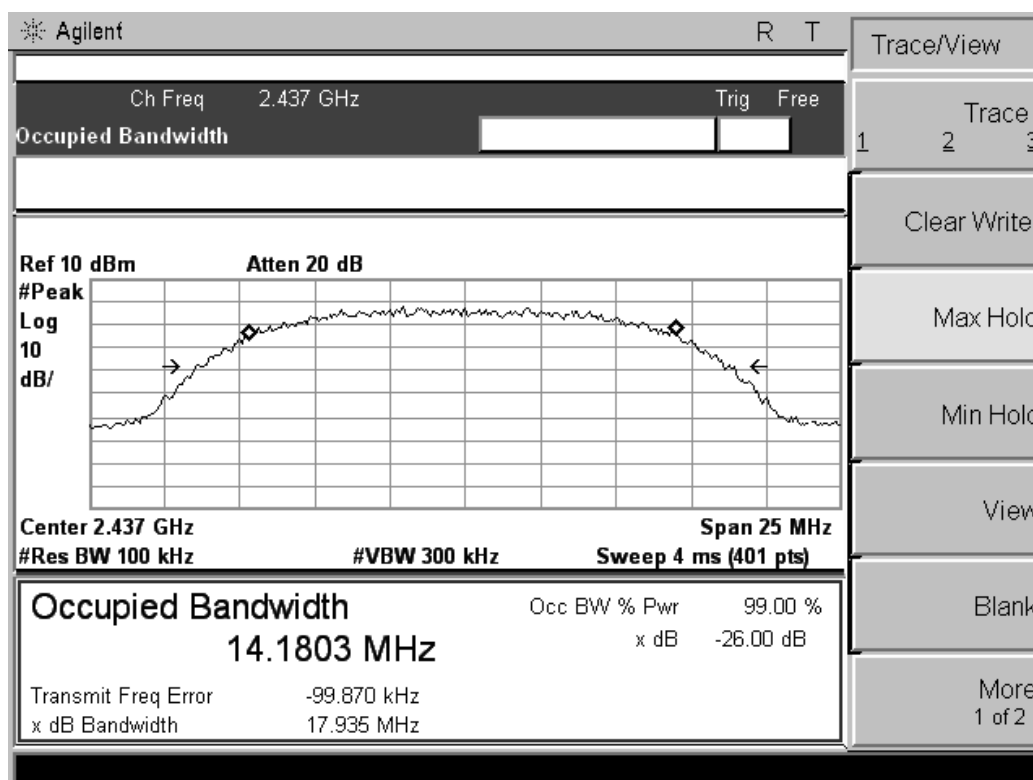 Agilent R T
Trace/View
Ch Freq 2.437 GHz Trig Free
Occupied Bandwidth
Trace
1 2 3
Clear Write
Ref 10 dBm Atten 20 dB
#Peak
Log
10
dB/
Max Hold
Min Hold
Center 2.437 GHz Span 25 MHz
#Res BW 100 kHz #VBW 300 kHz Sweep 4 ms (401 pts)
View
Occupied Bandwidth
14.1803 MHz
Occ BW % Pwr 99.00 %
x dB -26.00 dB
Transmit Freq Error -99.870 kHz
x dB Bandwidth 17.935 MHz
Blank
More
1 of 2